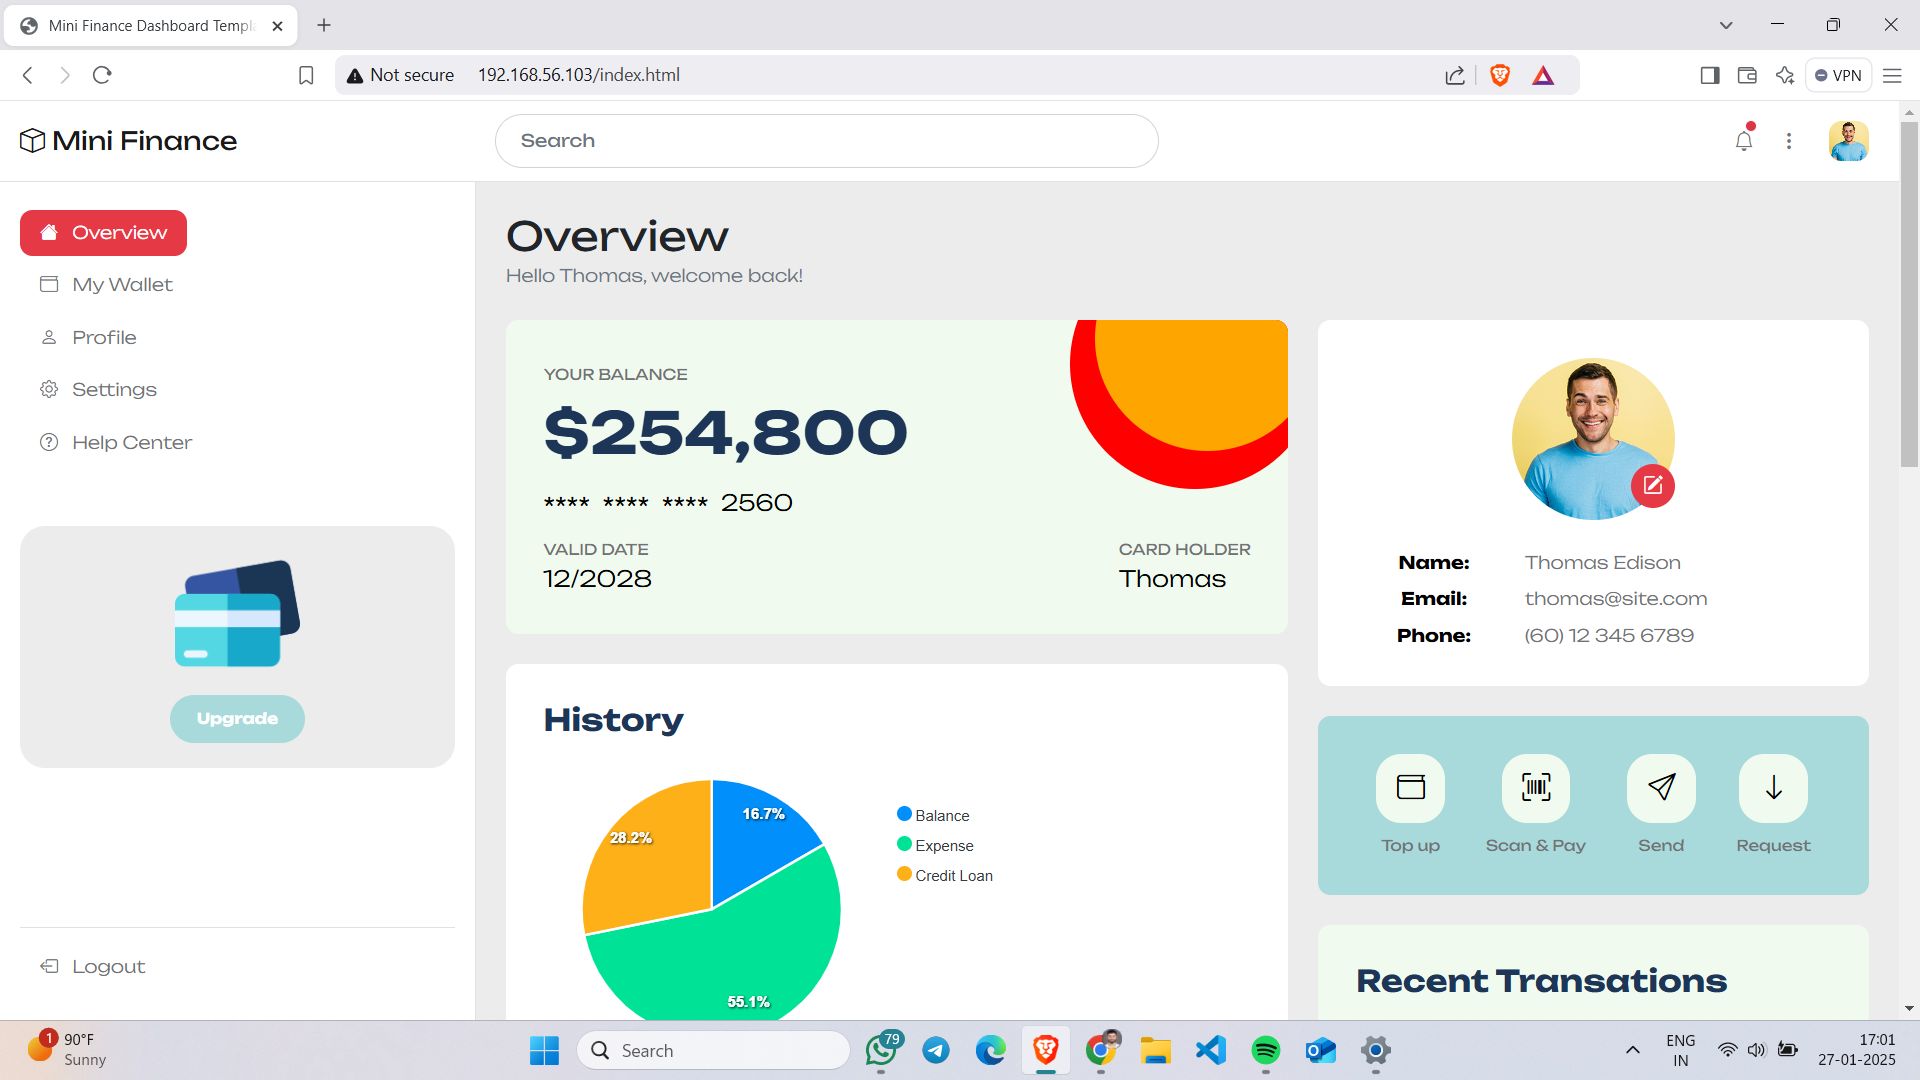 Mini Finance Dashboard Templ
Not secure 192.168.56.103/index.html
VPN
Mini Finance
Search
Overview
My Wallet
Profile
Settings
Help Center
Upgrade
Logout
Overview
Hello Thomas, welcome back!
YOUR BALANCE
$254,800
**** **** **** 2560
VALID DATE
12/2028
CARD HOLDER
Thomas
History
16.7%
28.2%
55.1%
Balance
Expense
Credit Loan
Name: Thomas Edison
Email: thomas@site.com
Phone: (60) 12 345 6789
Top up Scan & Pay Send Request
Recent Transations
1
90°F
Sunny
Search
79
ENG
IN
17:01
27-01-2025